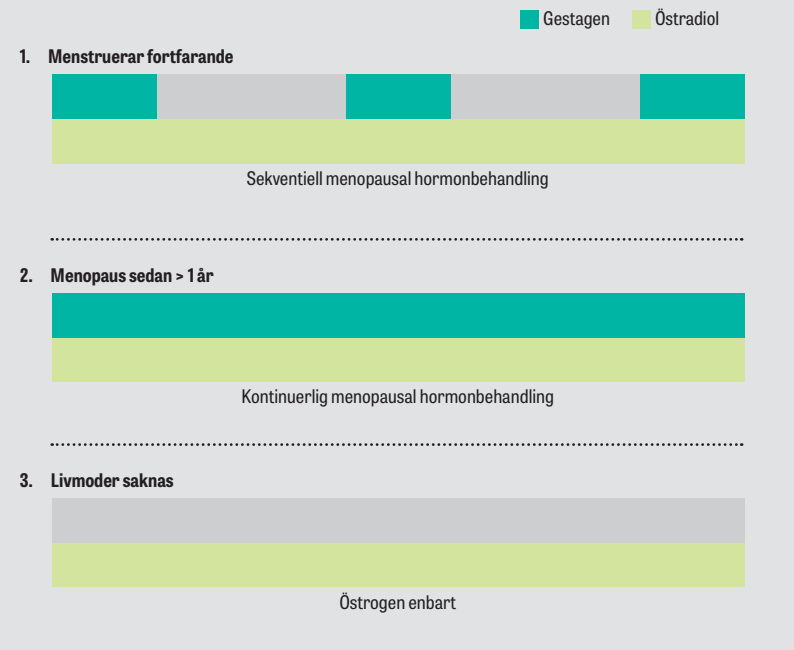 Gestagen Östradiol
1. Menstruerar fortfarande
Sekventiell menopausal hormonbehandling
2. Menopaus sedan > 1 år
Kontinuerlig menopausal hormonbehandling
3. Livmoder saknas
Östrogen enbart